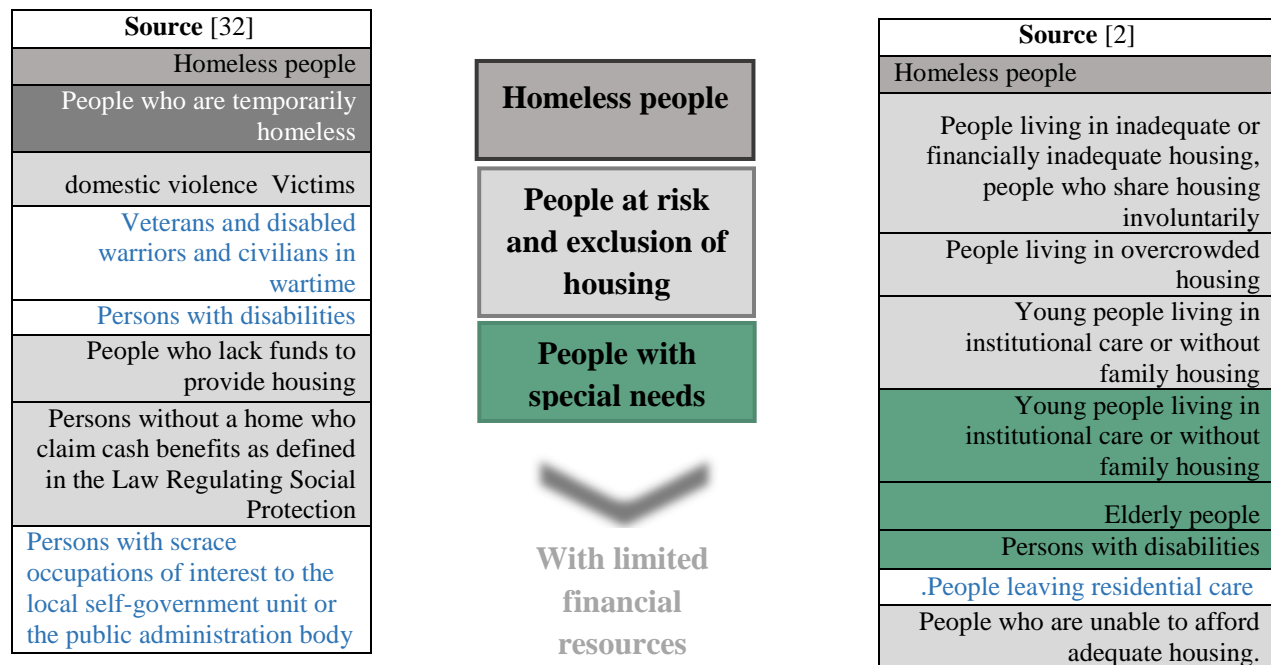 Source [32]
Homeless people
People who are temporarily
homeless
domestic violence Victims
Veterans and disabled
warriors and civilians in
wartime
Persons with disabilities
People who lack funds to
provide housing
Persons without a home who
claim cash benefits as defined
in the Law Regulating Social
Protection
Persons with scrace
occupations of interest to the
local self-government unit or
the public administration body
Homeless people
People at risk
and exclusion of
housing
People with
special needs
With limited
financial
resources
Source [2]
Homeless people
People living in inadequate or
financially inadequate housing,
people who share housing
involuntarily
People living in overcrowded
housing
Young people living in
institutional care or without
family housing
Young people living in
institutional care or without
family housing
Elderly people
Persons with disabilities
.People leaving residential care
People who are unable to afford
adequate housing.